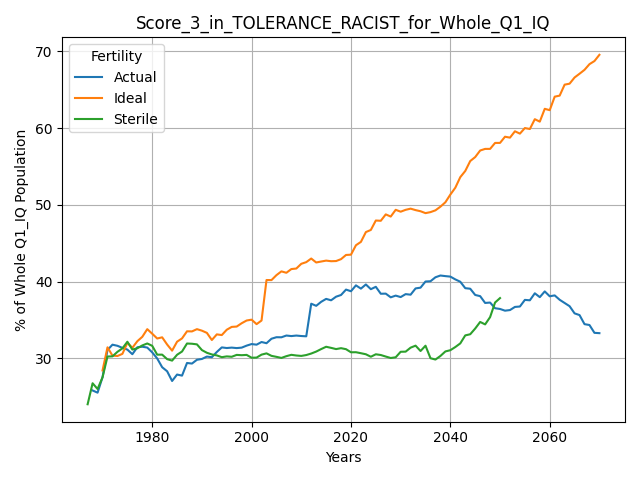 Score_3_in_TOLERANCE_RACIST_for_Whole_Q1_IQ
Fertility
Actual
Ideal
Sterile
% of Whole Q1_IQ Population
70
60
50
40
30
1980
2000
2020
2040
2060
Years